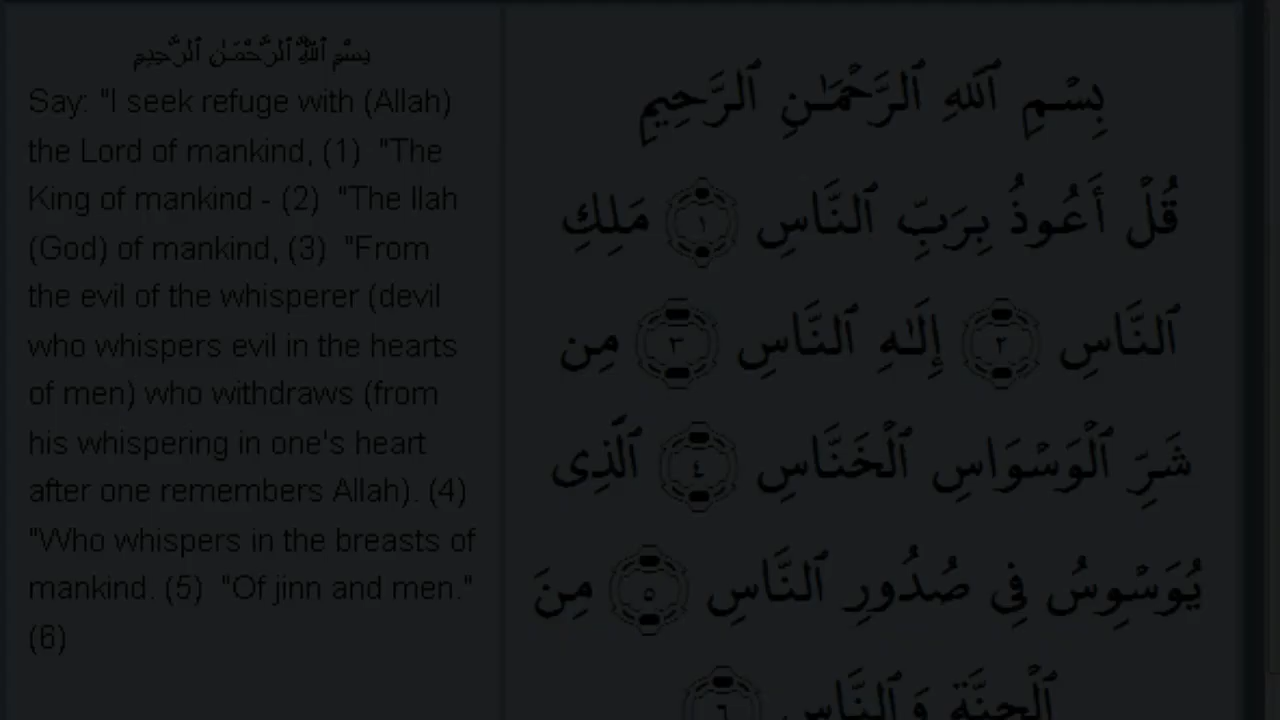 بِسْمِ ٱللَّهِ ٱلرَّحْمَـٰنِ ٱلرَّحِيمِ
Say: "I seek refuge with (Allah)
the Lord of mankind, (1) "The
King of mankind - (2) "The Ilah
(God) of mankind, (3) "From
the evil of the whisperer (devil
who whispers evil in the hearts
of men) who withdraws (from
his whispering in one's heart
after one remembers Allah). (4)
"Who whispers in the breasts of
mankind. (5) "Of jinn and men."
(6)
بِسْمِ ٱللَّهِ ٱلرَّحْمَـٰنِ ٱلرَّحِيمِ
قُلْ أَعُوذُ بِرَبِّ ٱلنَّاسِ ١ مَلِكِ
ٱلنَّاسِ ٢ إِلَـٰهِ ٱلنَّاسِ ٣ مِن
شَرِّ ٱلْوَسْوَاسِ ٱلْخَنَّاسِ ٤ ٱلَّذِى
يُوَسْوِسُ فِى صُدُورِ ٱلنَّاسِ ٥ مِنَ
ٱلْجِنَّةِ وَٱلنَّاسِ ٦